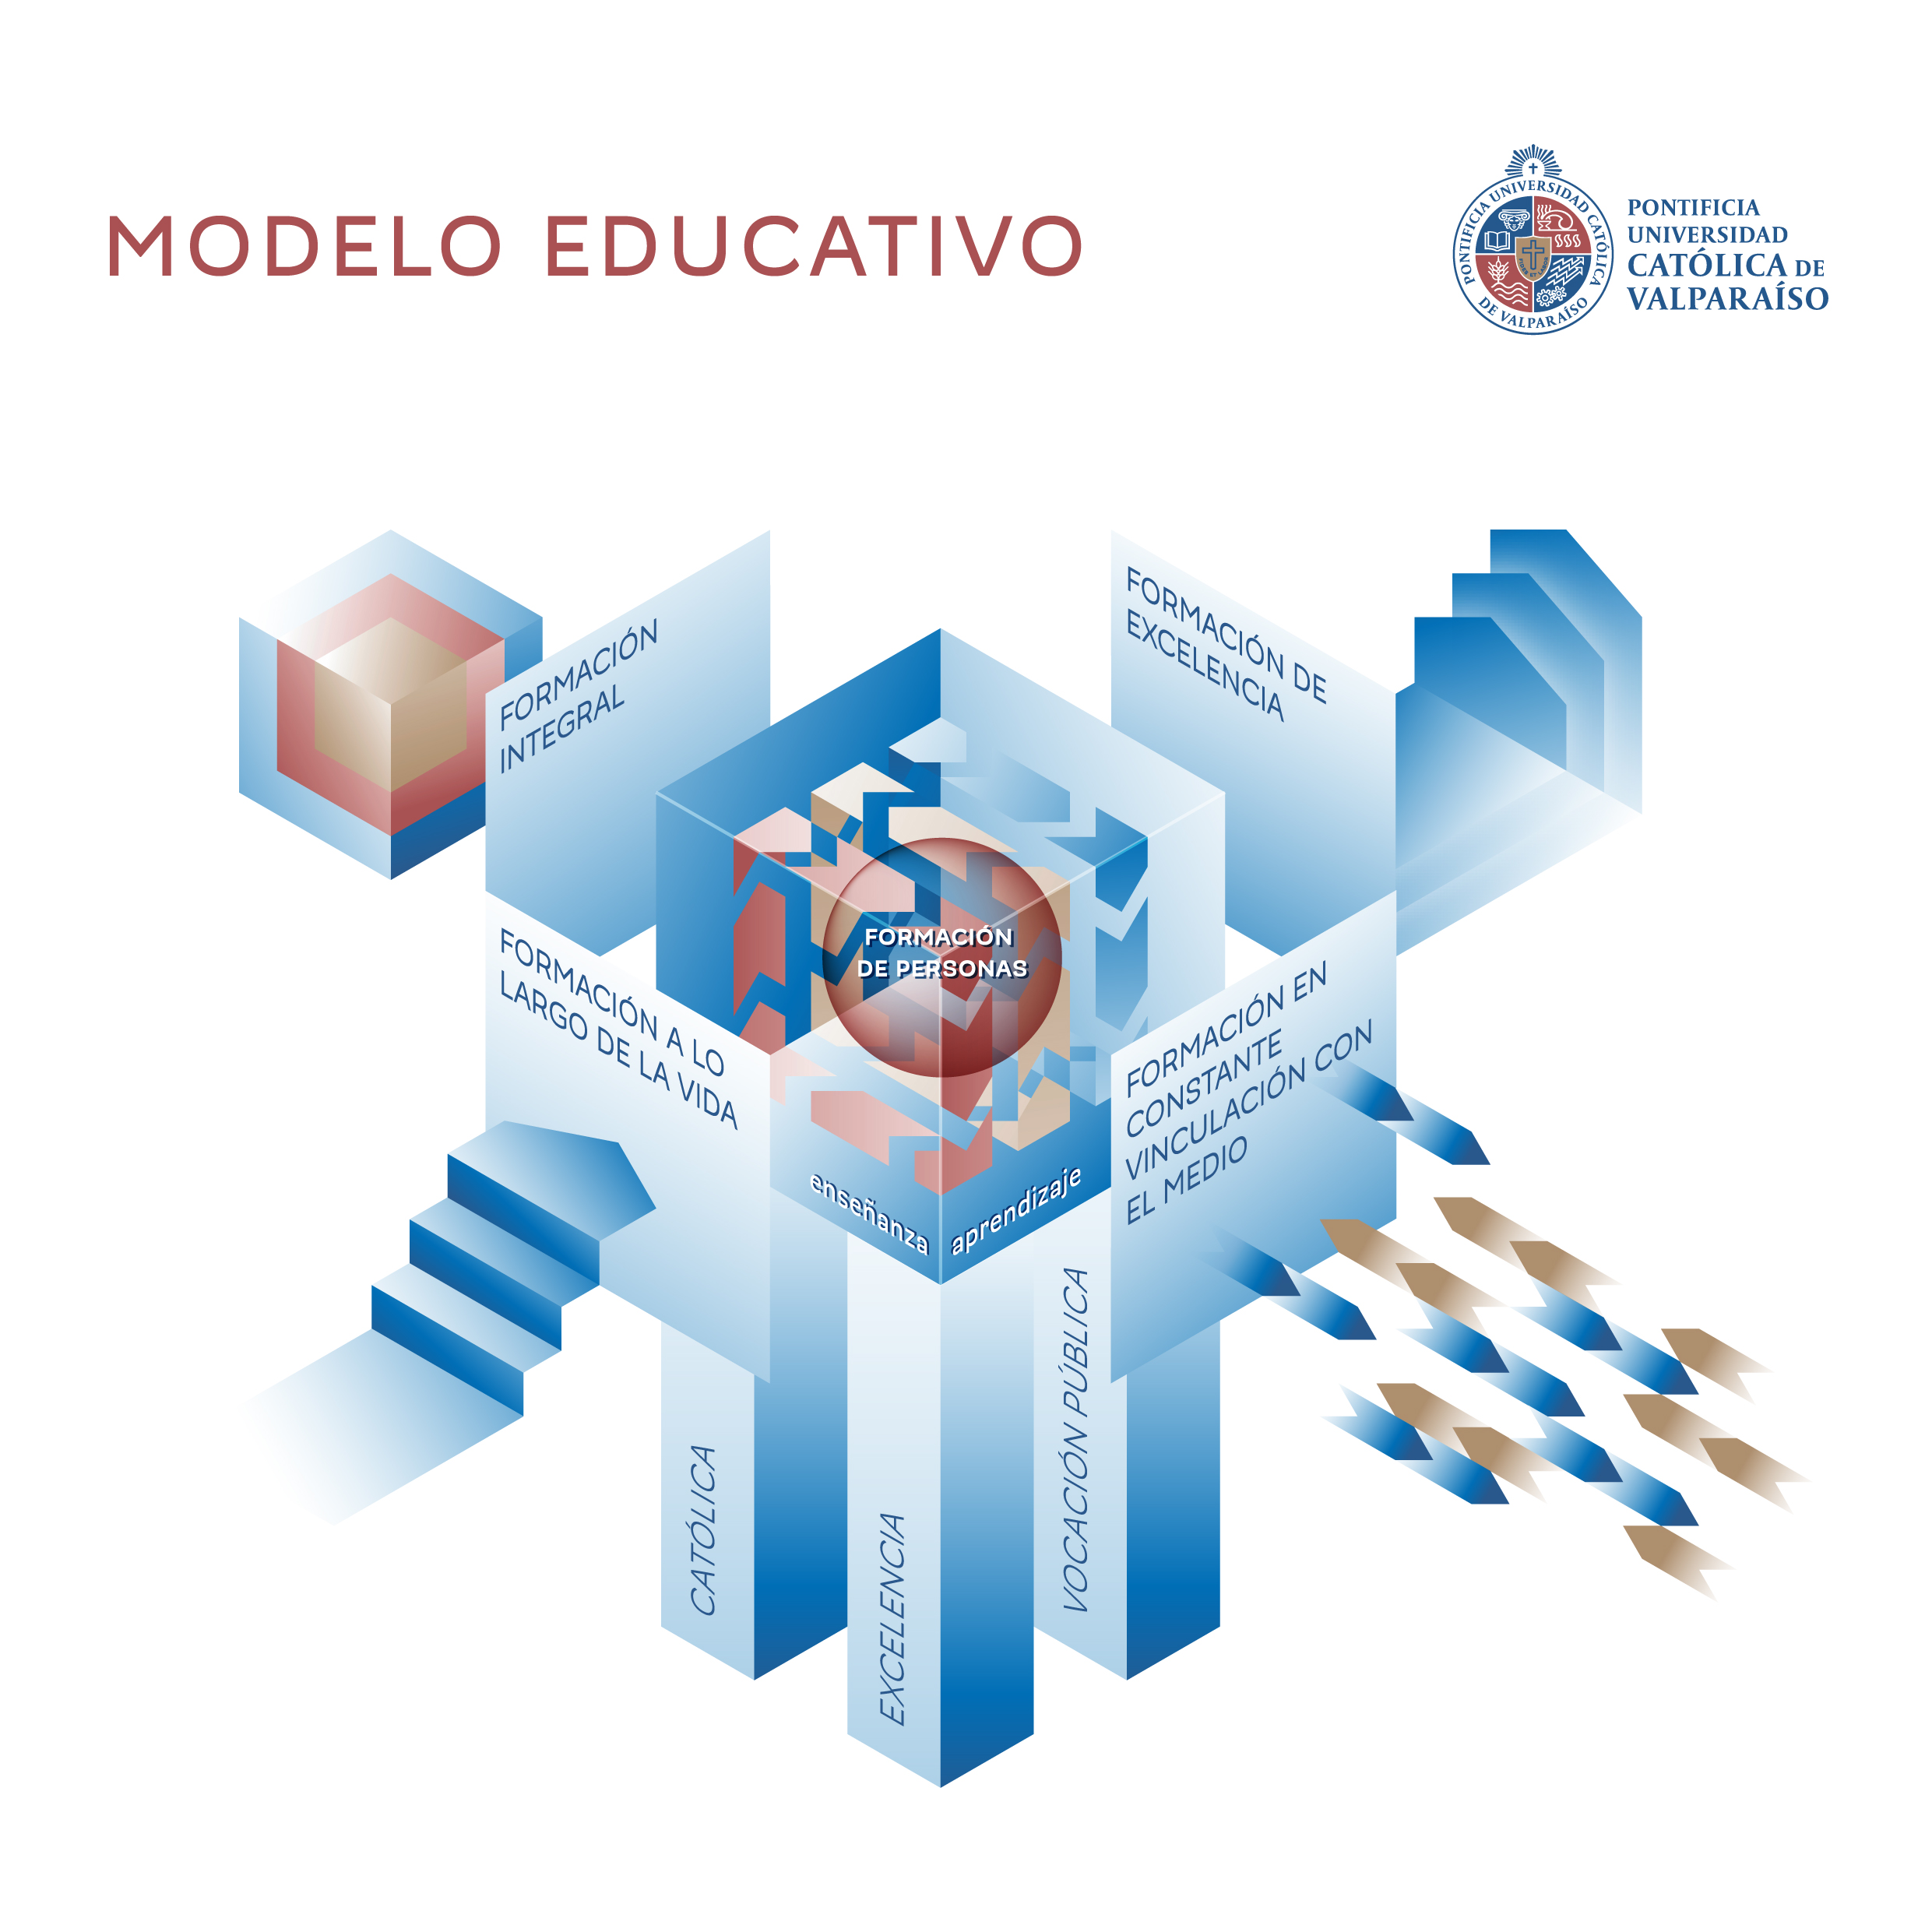 MODELO EDUCATIVO
PONTIFICIA UNIVERSIDAD CATÓLICA
DE VALPARAÍSO
PONTIFICIA
UNIVERSIDAD
CATÓLICA DE
VALPARAÍSO
FORMACIÓN
INTEGRAL
FORMACIÓN DE
EXCELENCIA
FORMACIÓN
DE PERSONAS
FORMACIÓN A LO
LARGO DE LA VIDA
FORMACIÓN EN
CONSTANTE
VINCULACIÓN CON
EL MEDIO
enseñanza
aprendizaje
CATÓLICA
EXCELENCIA
VOCACIÓN PÚBLICA